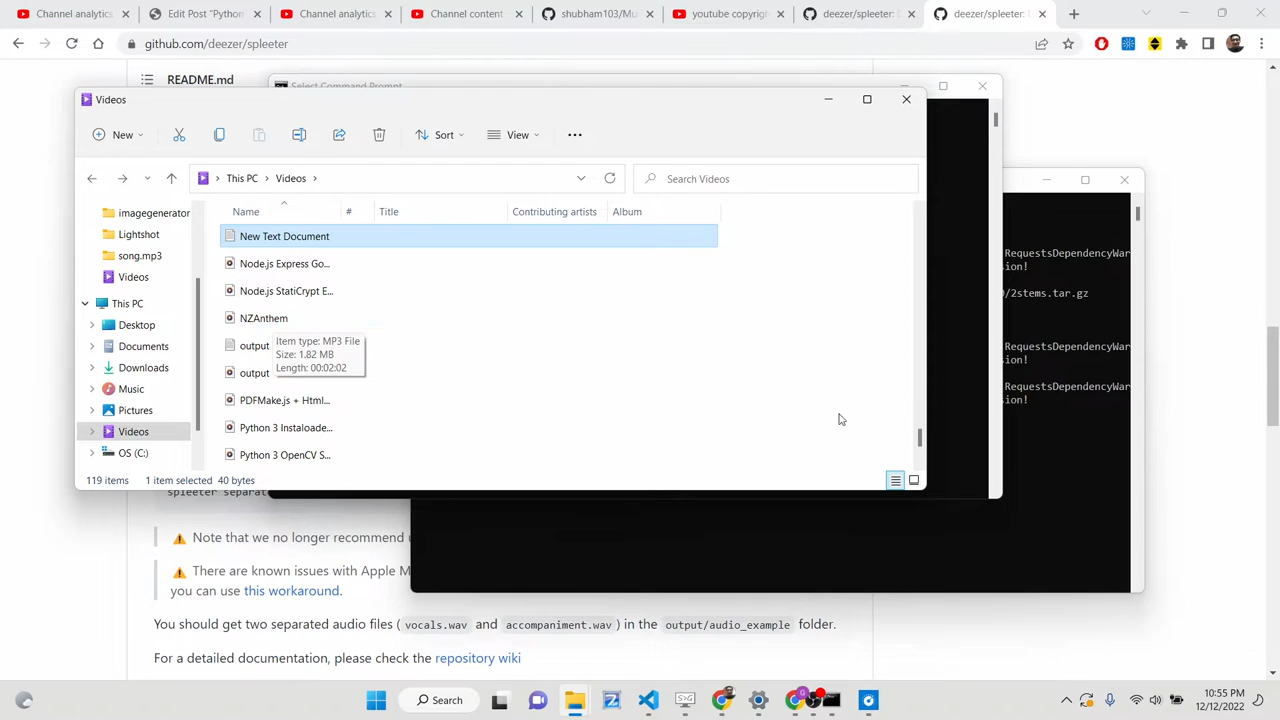 Channel analytics
Edit Post "Python
Channel analytics
Channel content
shubham103/Mu
youtube copyright
deezer/spleeter:
deezer/spleeter:
github.com/deezer/spleeter
README.md
Select Command Prompt
Videos
New
Sort
View
This PC > Videos >
Search Videos
Name
#
Title
Contributing artists
Album
imagegenerator
Lightshot
song.mp3
Videos
This PC
Desktop
Documents
Downloads
Music
Pictures
Videos
OS (C:)
New Text Document
Node.js Express Go...
Node.js StatiCrypt E...
NZAnthem
output
output
PDFMake.js + Html...
Python 3 Instaloade...
Python 3 OpenCV S...
Item type: MP3 File
Size: 1.82 MB
Length: 00:02:02
119 items
1 item selected 40 bytes
RequestsDependencyWar
sion!
/2stems.tar.gz
RequestsDependencyWar
sion!
RequestsDependencyWar
sion!
spleeter separat
Note that we no longer recommend
There are known issues with Apple M
you can use this workaround.
You should get two separated audio files ( vocals.wav and accompaniment.wav ) in the output/audio_example folder.
For a detailed documentation, please check the repository wiki
Search
10:55 PM
12/12/2022